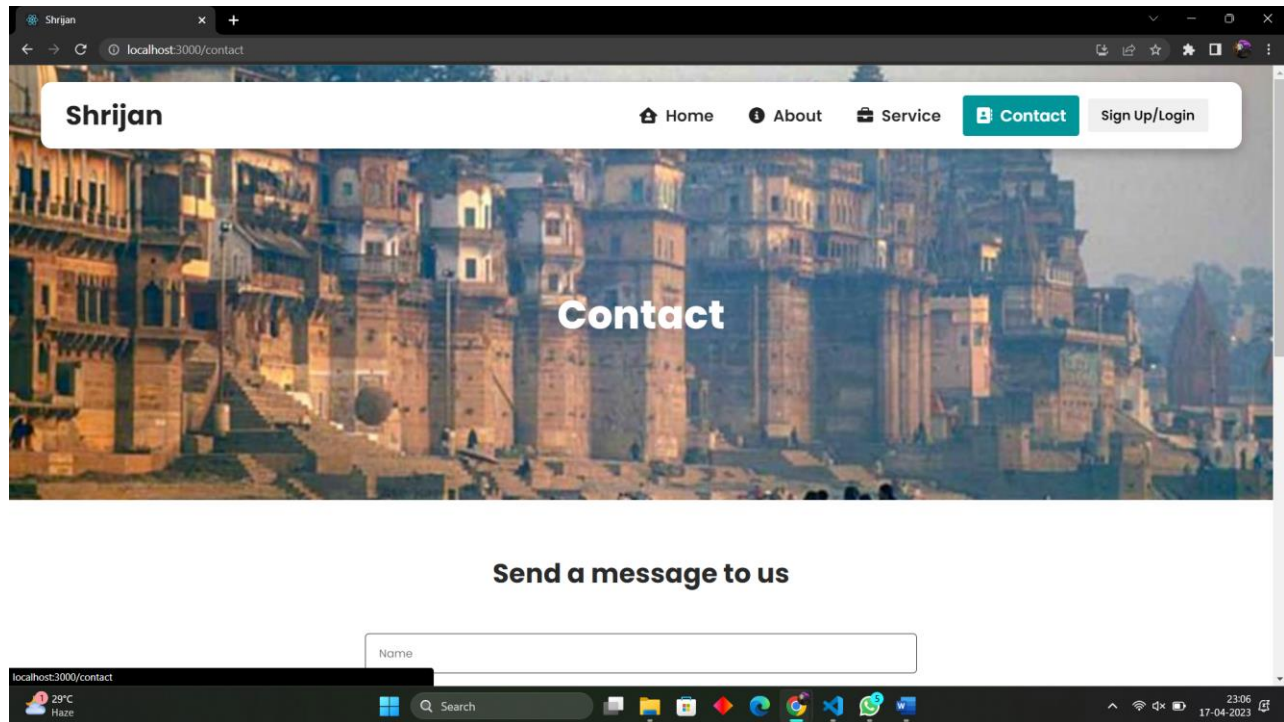 Shrijan
localhost:3000/contact
Shrijan
Home About Service Contact Sign Up/Login
Contact
Send a message to us
Name
localhost:3000/contact
1
29°C
Haze
Search
23:06
17-04-2023